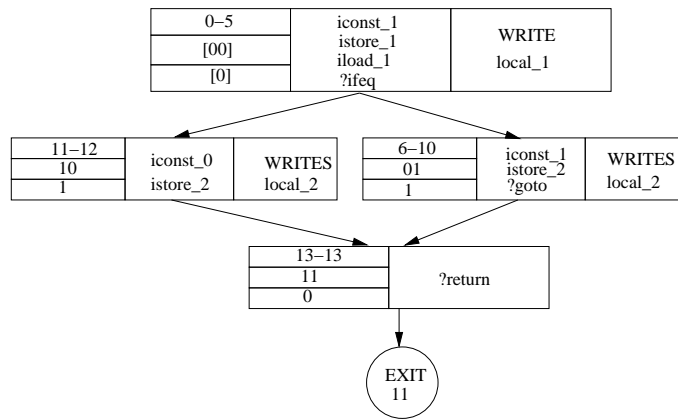 0–5
[00]
[0]
iconst_1
istore_1
iload_1
?ifeq
WRITE
local_1
11–12
10
1
iconst_0
istore_2
WRITES
local_2
6–10
01
1
iconst_1
istore_2
?goto
WRITES
local_2
13–13
11
0
?return
EXIT
11